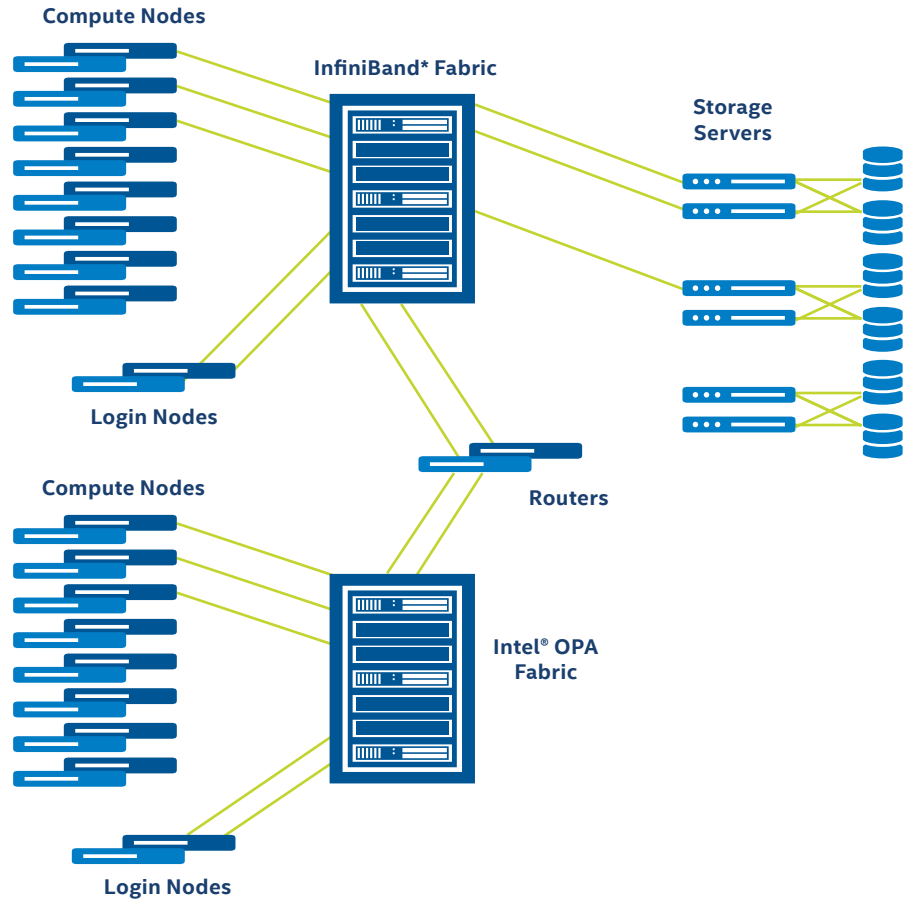 Compute Nodes
InfiniBand* Fabric
Storage
Servers
Login Nodes
Compute Nodes
Routers
Intel® OPA
Fabric
Login Nodes